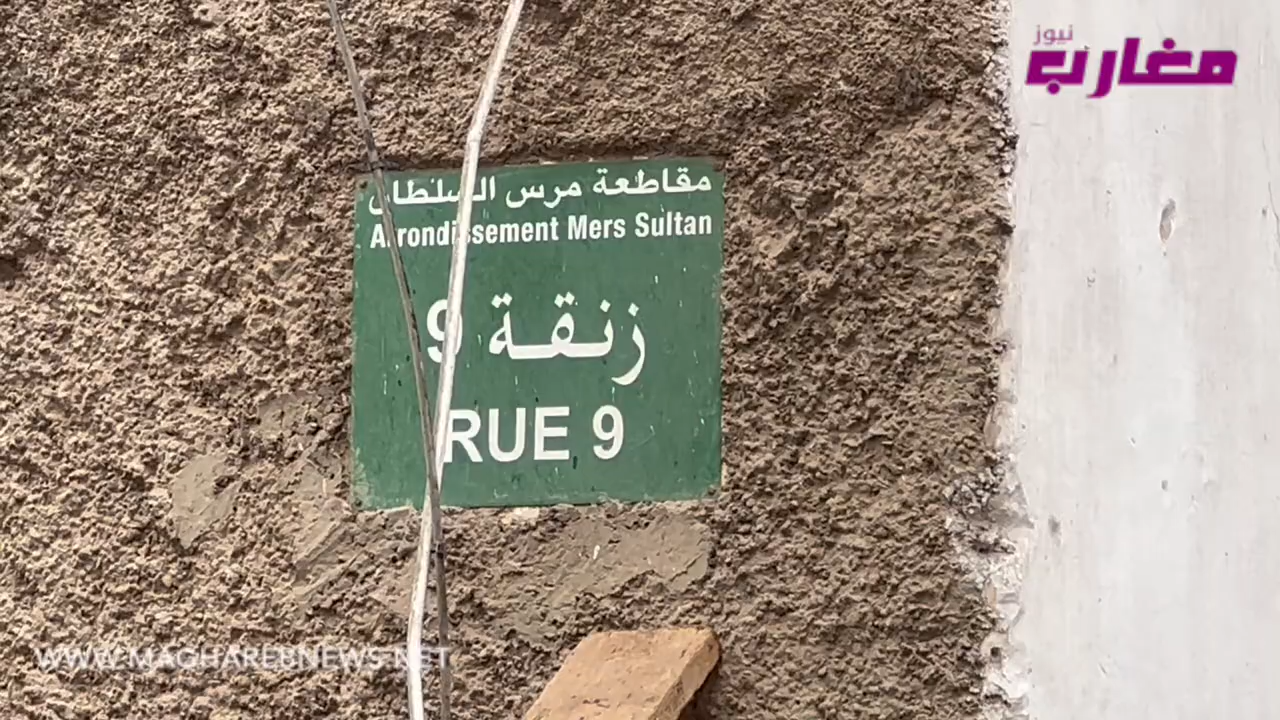 نيوز
مغارب
مقاطعة مرس السلطان
Arrondissement Mers Sultan
زنقة 9
RUE 9
WWW.MAGHAREBNEWS.NET